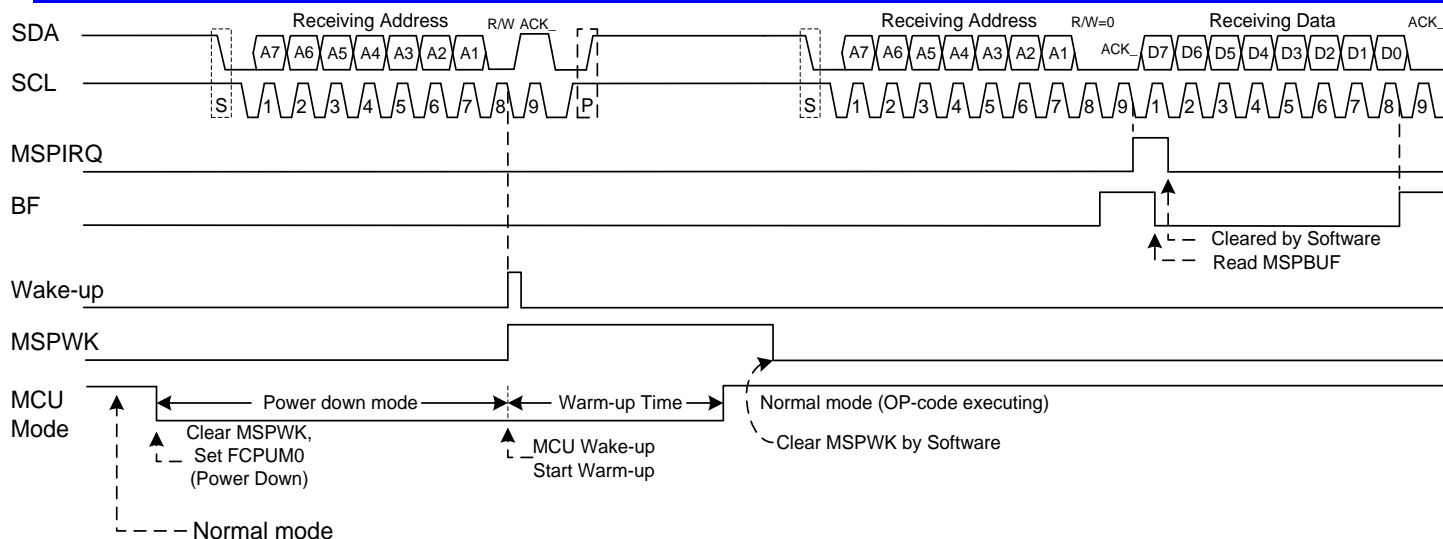 Receiving Address R/W ACK_ Receiving Address R/W=0 Receiving Data ACK_
SDA A7 A6 A5 A4 A3 A2 A1 A7 A6 A5 A4 A3 A2 A1 ACK_ D7 D6 D5 D4 D3 D2 D1 D0
SCL S 1 2 3 4 5 6 7 8 9 P S 1 2 3 4 5 6 7 8 9 1 2 3 4 5 6 7 8 9
MSPIRQ
BF
Cleared by Software
Read MSPBUF
Wake-up
MSPWK
MCU
Mode
Power down mode Warm-up Time Normal mode (OP-code executing)
Clear MSPWK,
Set FCPUM0
(Power Down)
MCU Wake-up
Start Warm-up
Clear MSPWK by Software
Normal mode